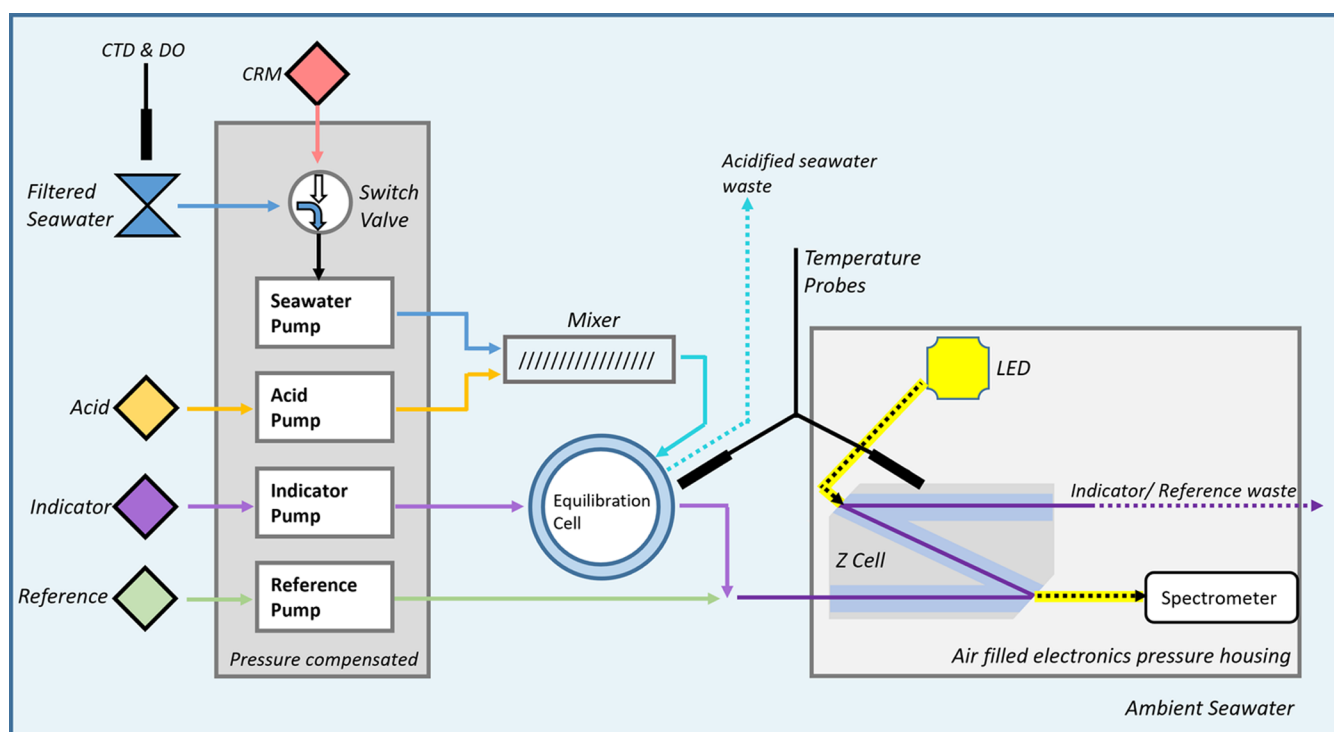 CTD & DO
CRM
Filtered
Seawater
Switch
Valve
Acidified seawater
waste
Temperature
Probes
Seawater
Pump
Mixer
LED
Acid
Acid
Pump
Indicator
Indicator
Pump
Equilibration
Cell
Indicator/ Reference waste
Z Cell
Reference
Reference
Pump
Spectrometer
Pressure compensated
Air filled electronics pressure housing
Ambient Seawater